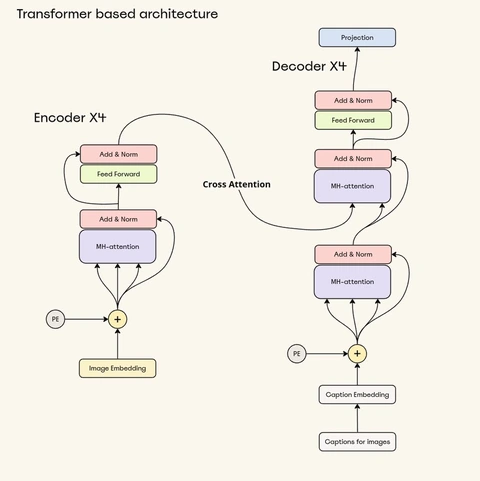 Transformer based architecture
Encoder X4
Add & Norm
Feed Forward
Add & Norm
MH-attention
PE
+
Image Embedding
Cross Attention
Projection
Decoder X4
Add & Norm
Feed Forward
Add & Norm
MH-attention
Add & Norm
MH-attention
PE
+
Caption Embedding
Captions for images